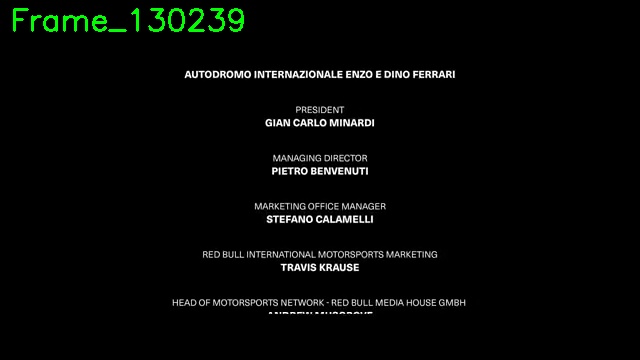 Frame_130239
AUTODROMO INTERNAZIONALE ENZO E DINO FERRARI
PRESIDENT
GIAN CARLO MINARDI
MANAGING DIRECTOR
PIETRO BENVENUTI
MARKETING OFFICE MANAGER
STEFANO CALAMELLI
RED BULL INTERNATIONAL MOTORSPORTS MARKETING
TRAVIS KRAUSE
HEAD OF MOTORSPORTS NETWORK - RED BULL MEDIA HOUSE GMBH